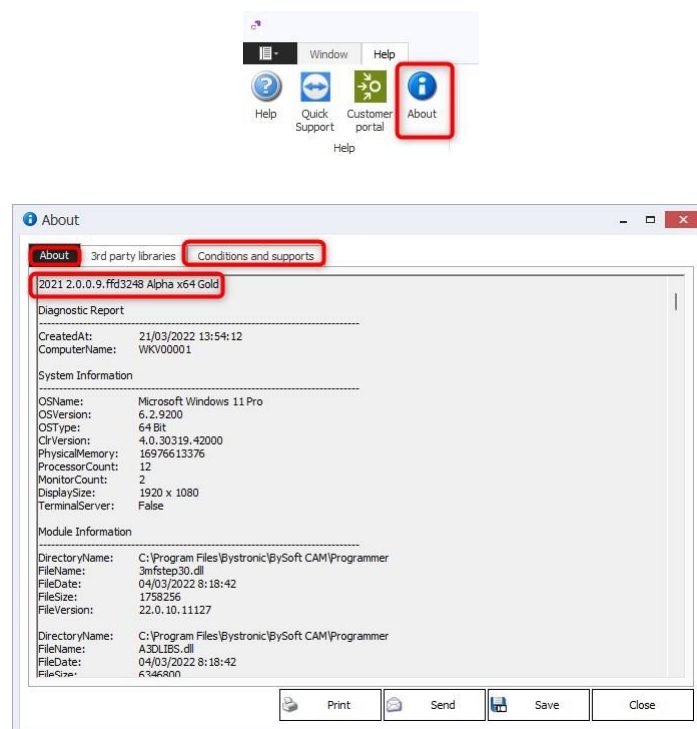 Window Help
Help Quick Support Customer portal About
Help
About
About 3rd party libraries Conditions and supports
2021 2.0.0.9.ffd3248 Alpha x64 Gold
Diagnostic Report
--------------------------------------------------------------------------------
CreatedAt: 21/03/2022 13:54:12
ComputerName: WKV00001
System Information
--------------------------------------------------------------------------------
OSName: Microsoft Windows 11 Pro
OSVersion: 6.2.9200
OSType: 64 Bit
ClrVersion: 4.0.30319.42000
PhysicalMemory: 16976613376
ProcessorCount: 12
MonitorCount: 2
DisplaySize: 1920 x 1080
TerminalServer: False
Module Information
--------------------------------------------------------------------------------
DirectoryName: C:\Program Files\Bystronic\BySoft CAM\Programmer
FileName: 3mfstep30.dll
FileDate: 04/03/2022 8:18:42
FileSize: 1758256
FileVersion: 22.0.10.11127
DirectoryName: C:\Program Files\Bystronic\BySoft CAM\Programmer
FileName: A3DLIBS.dll
FileDate: 04/03/2022 8:18:42
FileSize: 6346800
Print Send Save Close